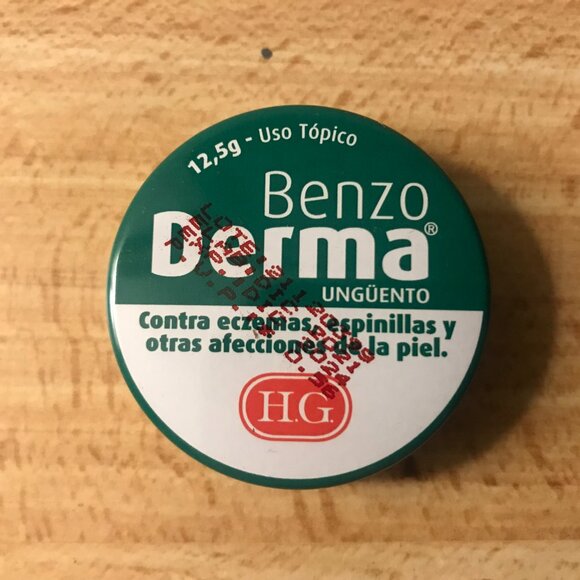 12,5g - Uso Tópico
Benzo
Derma®
UNGÜENTO
Contra eczemas, espinillas y
otras afecciones de la piel.
H.G.